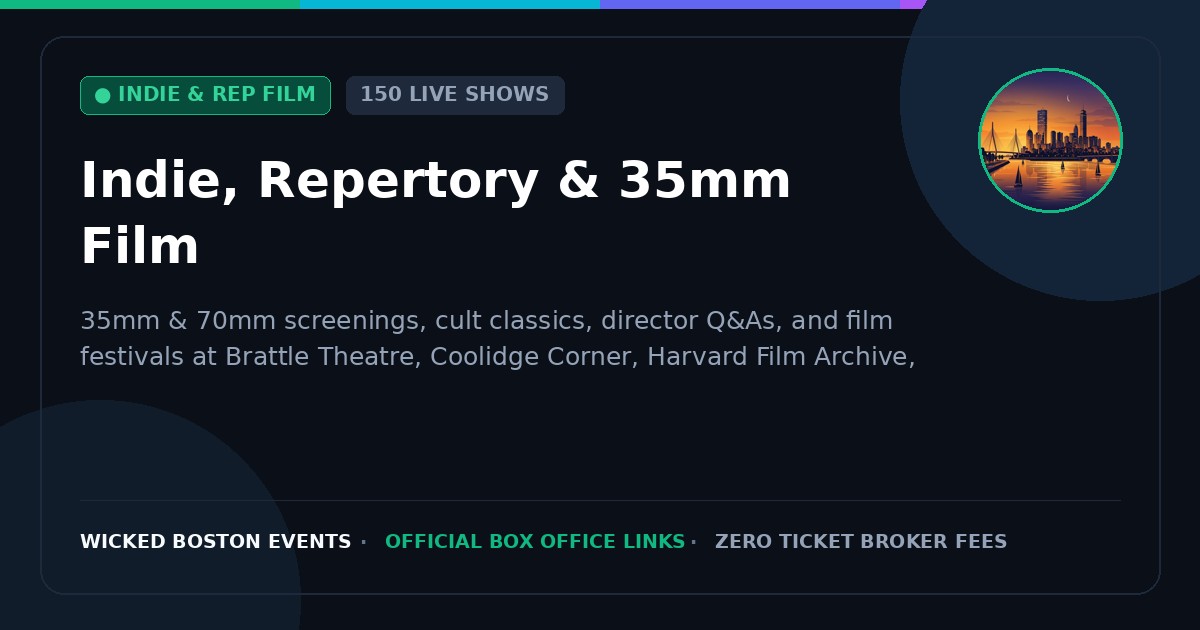 INDIE & REP FILM
150 LIVE SHOWS
Indie, Repertory & 35mm
Film
35mm & 70mm screenings, cult classics, director Q&As, and film
festivals at Brattle Theatre, Coolidge Corner, Harvard Film Archive,
WICKED BOSTON EVENTS · OFFICIAL BOX OFFICE LINKS · ZERO TICKET BROKER FEES